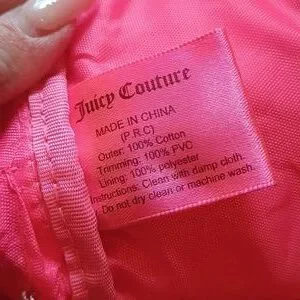 Juicy Couture
MADE IN CHINA
(P.R.C)
Outer: 100% Cotton
Trimming: 100% PVC
Lining: 100% polyester
Instructions: Clean with damp cloth.
Do not dry clean or machine wash.